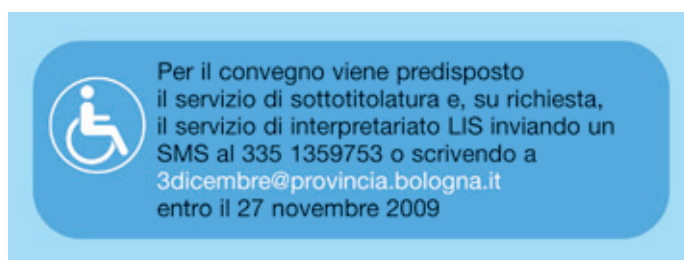 Per il convegno viene predisposto
il servizio di sottotitolatura e, su richiesta,
il servizio di interpretariato LIS inviando un
SMS al 335 1359753 o scrivendo a
3dicembre@provincia.bologna.it
entro il 27 novembre 2009